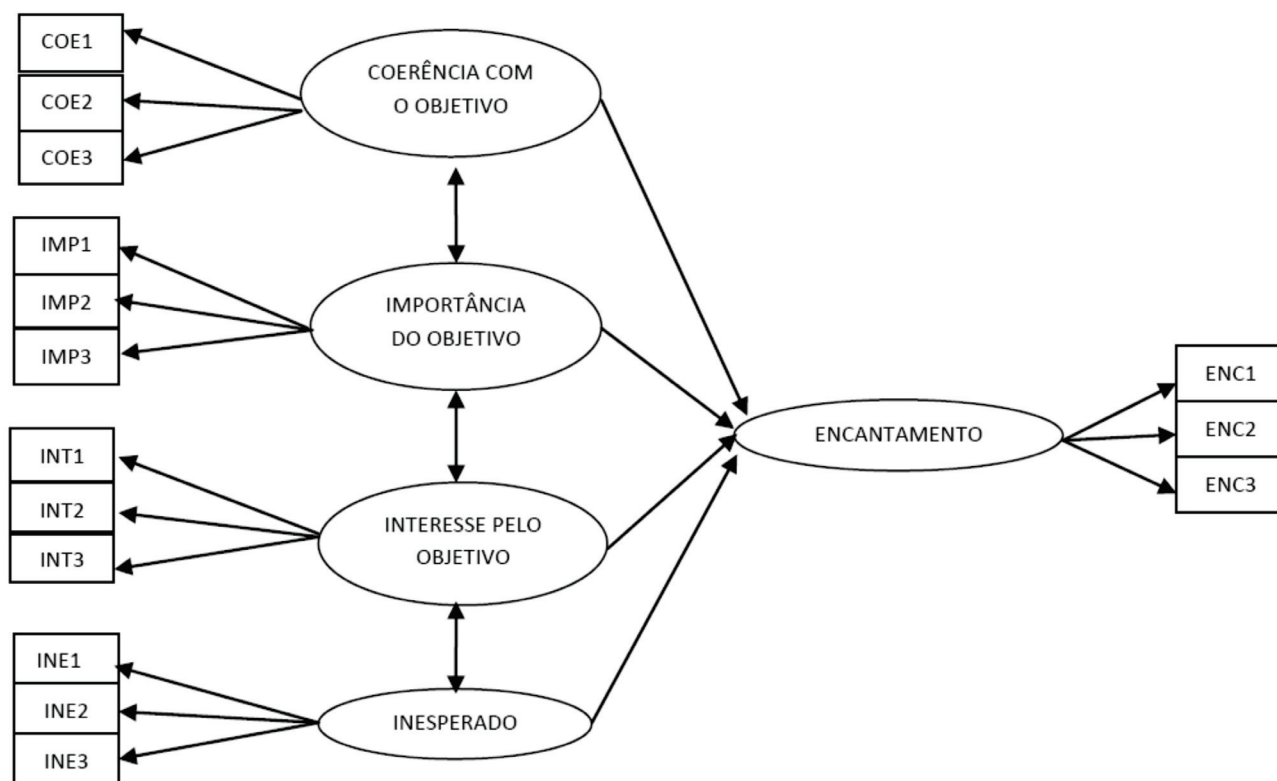 COE1
COE2
COE3
COERÊNCIA COM
O OBJETIVO
IMP1
IMP2
IMP3
IMPORTÂNCIA
DO OBJETIVO
INT1
INT2
INT3
INTERESSE PELO
OBJETIVO
INE1
INE2
INE3
INESPERADO
ENCANTAMENTO
ENC1
ENC2
ENC3